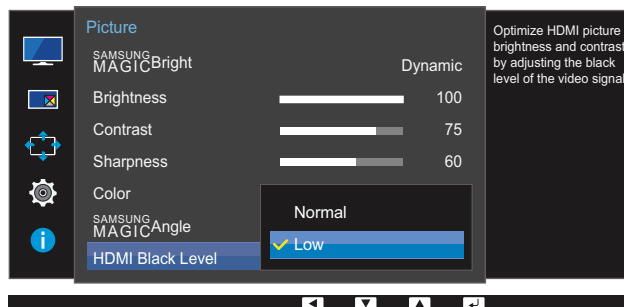 Picture
SAMSUNG
MAGICBright Dynamic
Brightness 100
Contrast 75
Sharpness 60
Color
SAMSUNG
MAGICAngle
HDMI Black Level
Normal
Low
Optimize HDMI picture
brightness and contrast
by adjusting the black
level of the video signal